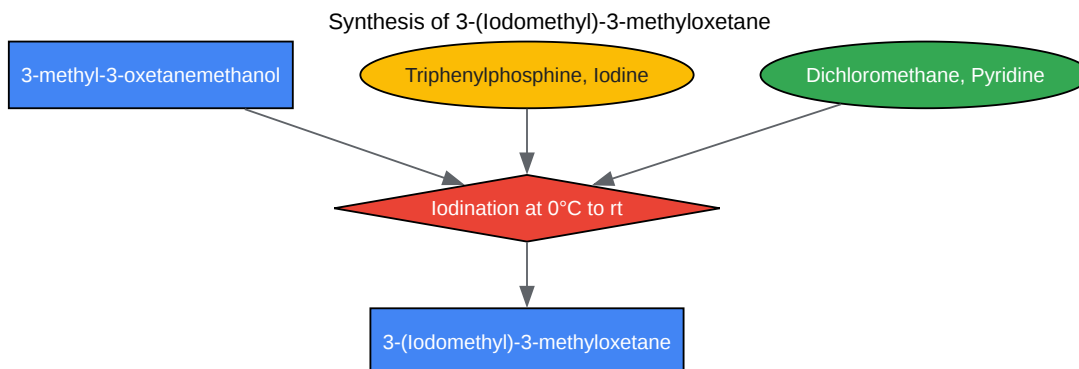 Synthesis of 3-(Iodomethyl)-3-methyloxetane
3-methyl-3-oxetanemethanol
Triphenylphosphine, Iodine
Dichloromethane, Pyridine
Iodination at 0°C to rt
3-(Iodomethyl)-3-methyloxetane